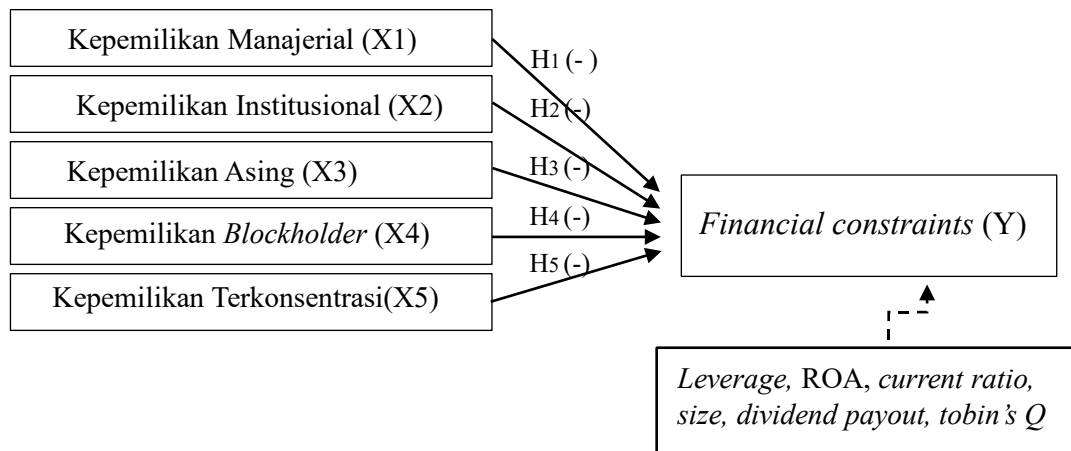 Kepemilikan Manajerial (X1)
H1 (- )
Kepemilikan Institusional (X2)
H2 (-)
Kepemilikan Asing (X3)
H3 (-)
Kepemilikan Blockholder (X4)
H4 (-)
Kepemilikan Terkonsentrasi(X5)
H5 (-)
Financial constraints (Y)
Leverage, ROA, current ratio,
size, dividend payout, tobin’s Q